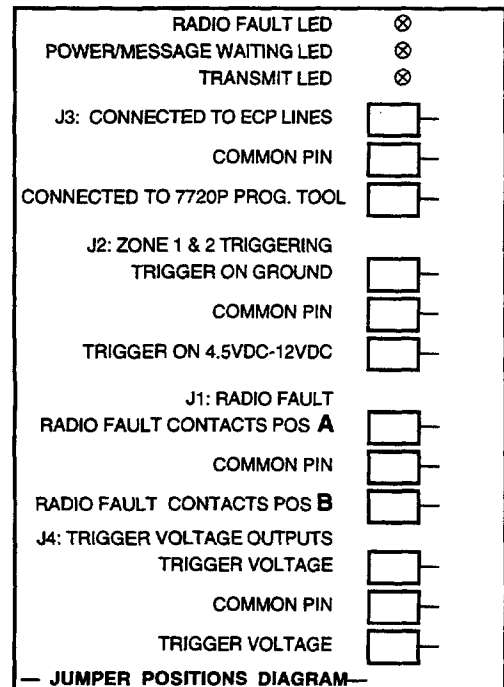 RADIO FAULT LED
POWER/MESSAGE WAITING LED
TRANSMIT LED
J3: CONNECTED TO ECP LINES
COMMON PIN
CONNECTED TO 7720P PROG. TOOL
J2: ZONE 1 & 2 TRIGGERING
TRIGGER ON GROUND
COMMON PIN
TRIGGER ON 4.5VDC-12VDC
J1: RADIO FAULT
RADIO FAULT CONTACTS POS A
COMMON PIN
RADIO FAULT CONTACTS POS B
J4: TRIGGER VOLTAGE OUTPUTS
TRIGGER VOLTAGE
COMMON PIN
TRIGGER VOLTAGE
— JUMPER POSITIONS DIAGRAM—